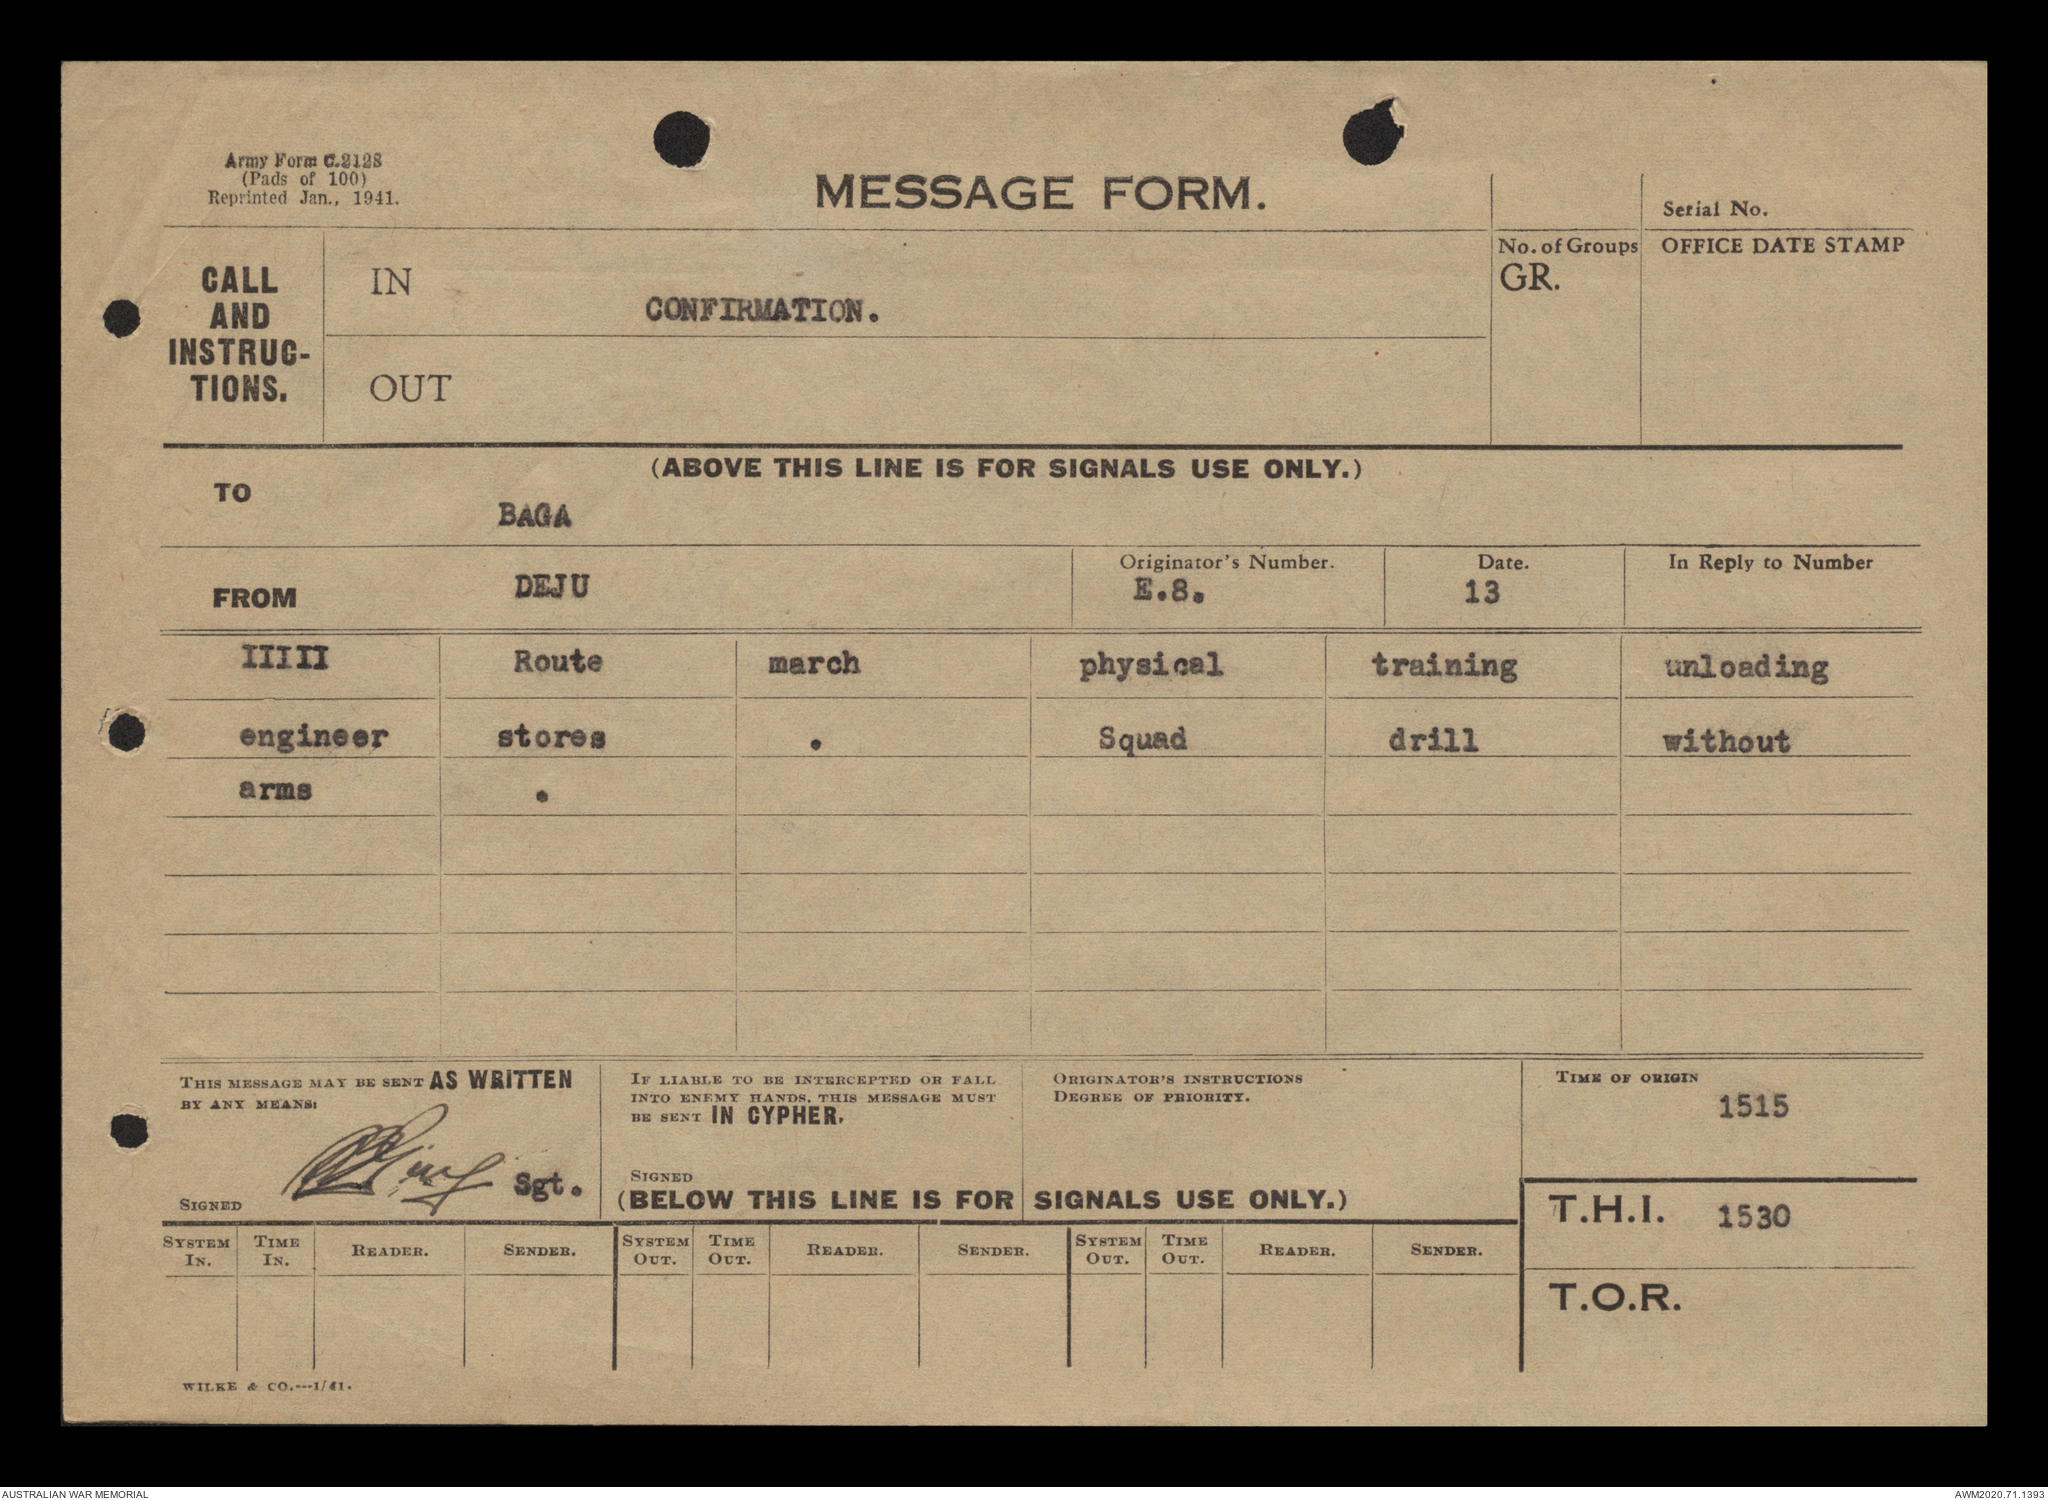 Army Form C.2128
(Pads of 100)
Reprinted Jan., 1941.
MESSAGE FORM.
Serial No.
CALL
AND
INSTRUC-
TIONS.
IN
CONFIRMATION.
OUT
No. of Groups
GR.
OFFICE DATE STAMP
(ABOVE THIS LINE IS FOR SIGNALS USE ONLY.)
TO
BAGA
FROM
DEJU
Originator's Number.
E.8.
Date.
13
In Reply to Number
IIIII Route march physical training unloading
engineer stores . Squad drill without
arms .
THIS MESSAGE MAY BE SENT AS WRITTEN
BY ANY MEANS:
SIGNED
Sgt.
IF LIABLE TO BE INTERCEPTED OR FALL
INTO ENEMY HANDS, THIS MESSAGE MUST
BE SENT IN CYPHER.
SIGNED
ORIGINATOR'S INSTRUCTIONS
DEGREE OF PRIORITY.
TIME OF ORIGIN
1515
(BELOW THIS LINE IS FOR SIGNALS USE ONLY.)
T.H.I. 1530
SYSTEM IN. TIME IN. READER. SENDER. SYSTEM OUT. TIME OUT. READER. SENDER. SYSTEM OUT. TIME OUT. READER. SENDER.
T.O.R.
WILKE & CO.---1/41.
AUSTRALIAN WAR MEMORIAL
AWM2020.71.1393